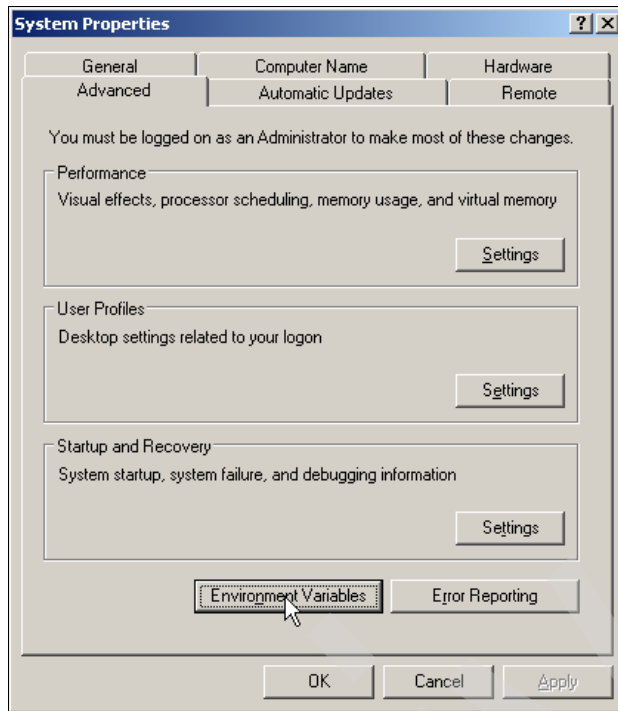 System Properties
General Computer Name Hardware
Advanced Automatic Updates Remote
You must be logged on as an Administrator to make most of these changes.
Performance
Visual effects, processor scheduling, memory usage, and virtual memory
Settings
User Profiles
Desktop settings related to your logon
Settings
Startup and Recovery
System startup, system failure, and debugging information
Settings
Environment Variables Error Reporting
OK Cancel Apply